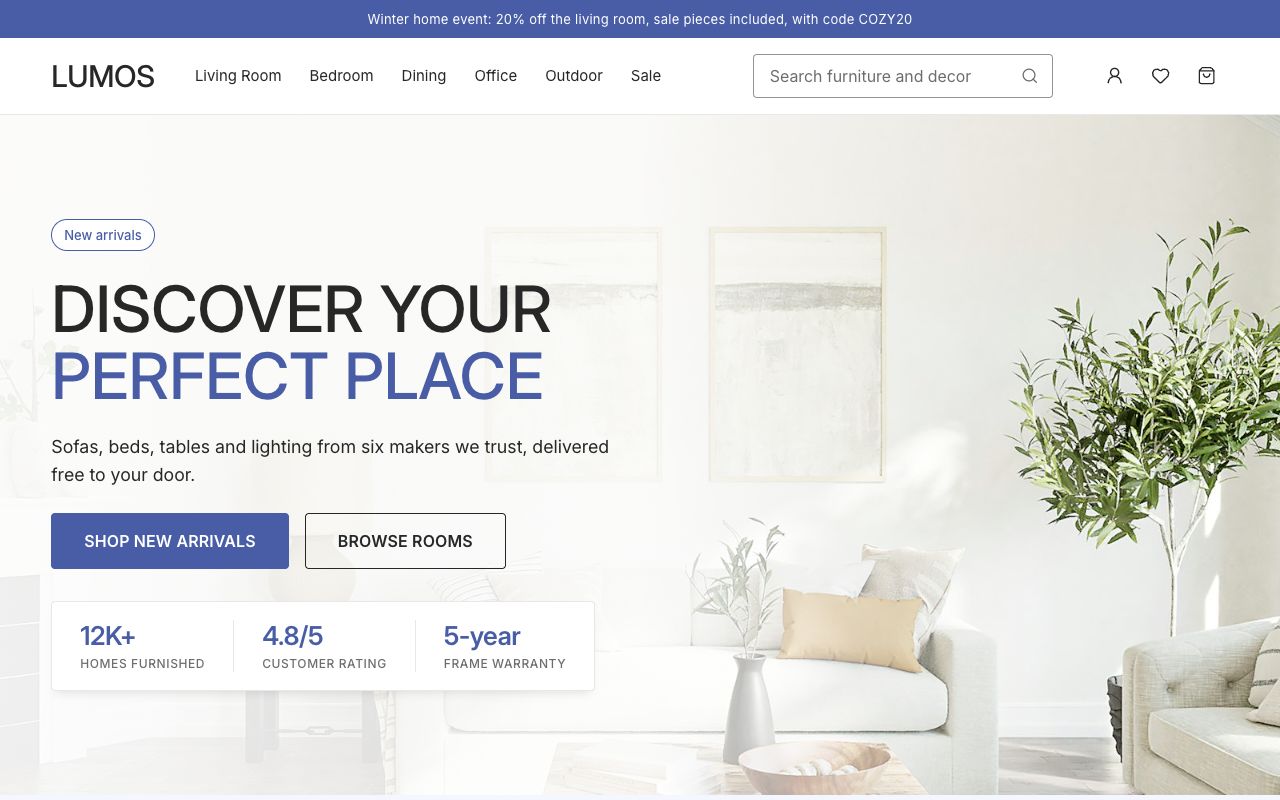 Winter home event: 20% off the living room, sale pieces included, with code COZY20
LUMOS
Living Room
Bedroom
Dining
Office
Outdoor
Sale
Search furniture and decor
New arrivals
DISCOVER YOUR
PERFECT PLACE
Sofas, beds, tables and lighting from six makers we trust, delivered
free to your door.
SHOP NEW ARRIVALS
BROWSE ROOMS
12K+
HOMES FURNISHED
4.8/5
CUSTOMER RATING
5-year
FRAME WARRANTY